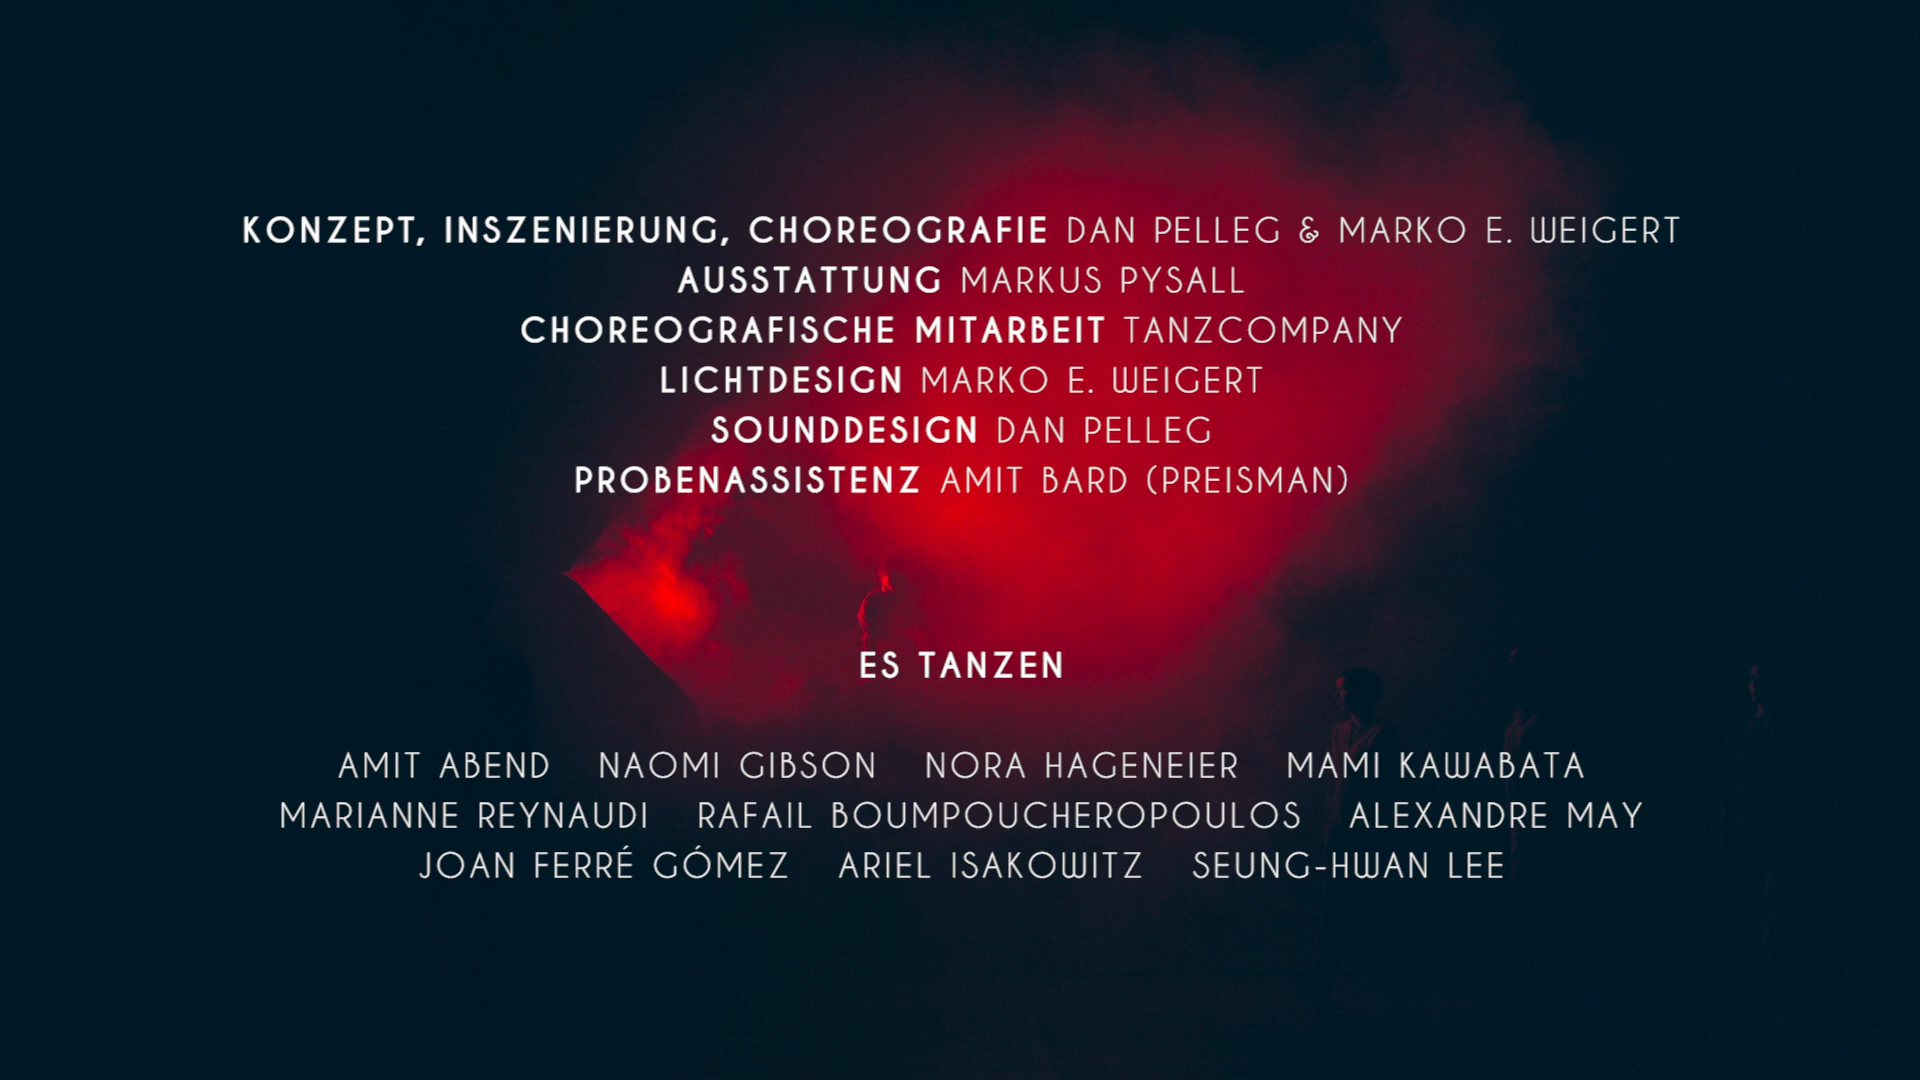 KONZEPT, INSZENIERUNG, CHOREOGRAFIE DAN PELLEG & MARKO E. WEIGERT
AUSSTATTUNG MARKUS PYSALL
CHOREOGRAFISCHE MITARBEIT TANZCOMPANY
LICHTDESIGN MARKO E. WEIGERT
SOUNDDESIGN DAN PELLEG
PROBENASSISTENZ AMIT BARD (PREISMAN)
ES TANZEN
AMIT ABEND NAOMI GIBSON NORA HAGENEIER MAMI KAWABATA
MARIANNE REYNAUDI RAFAIL BOUMPOUCHEROPOULOS ALEXANDRE MAY
JOAN FERRÉ GÓMEZ ARIEL ISAKOWITZ SEUNG-HWAN LEE